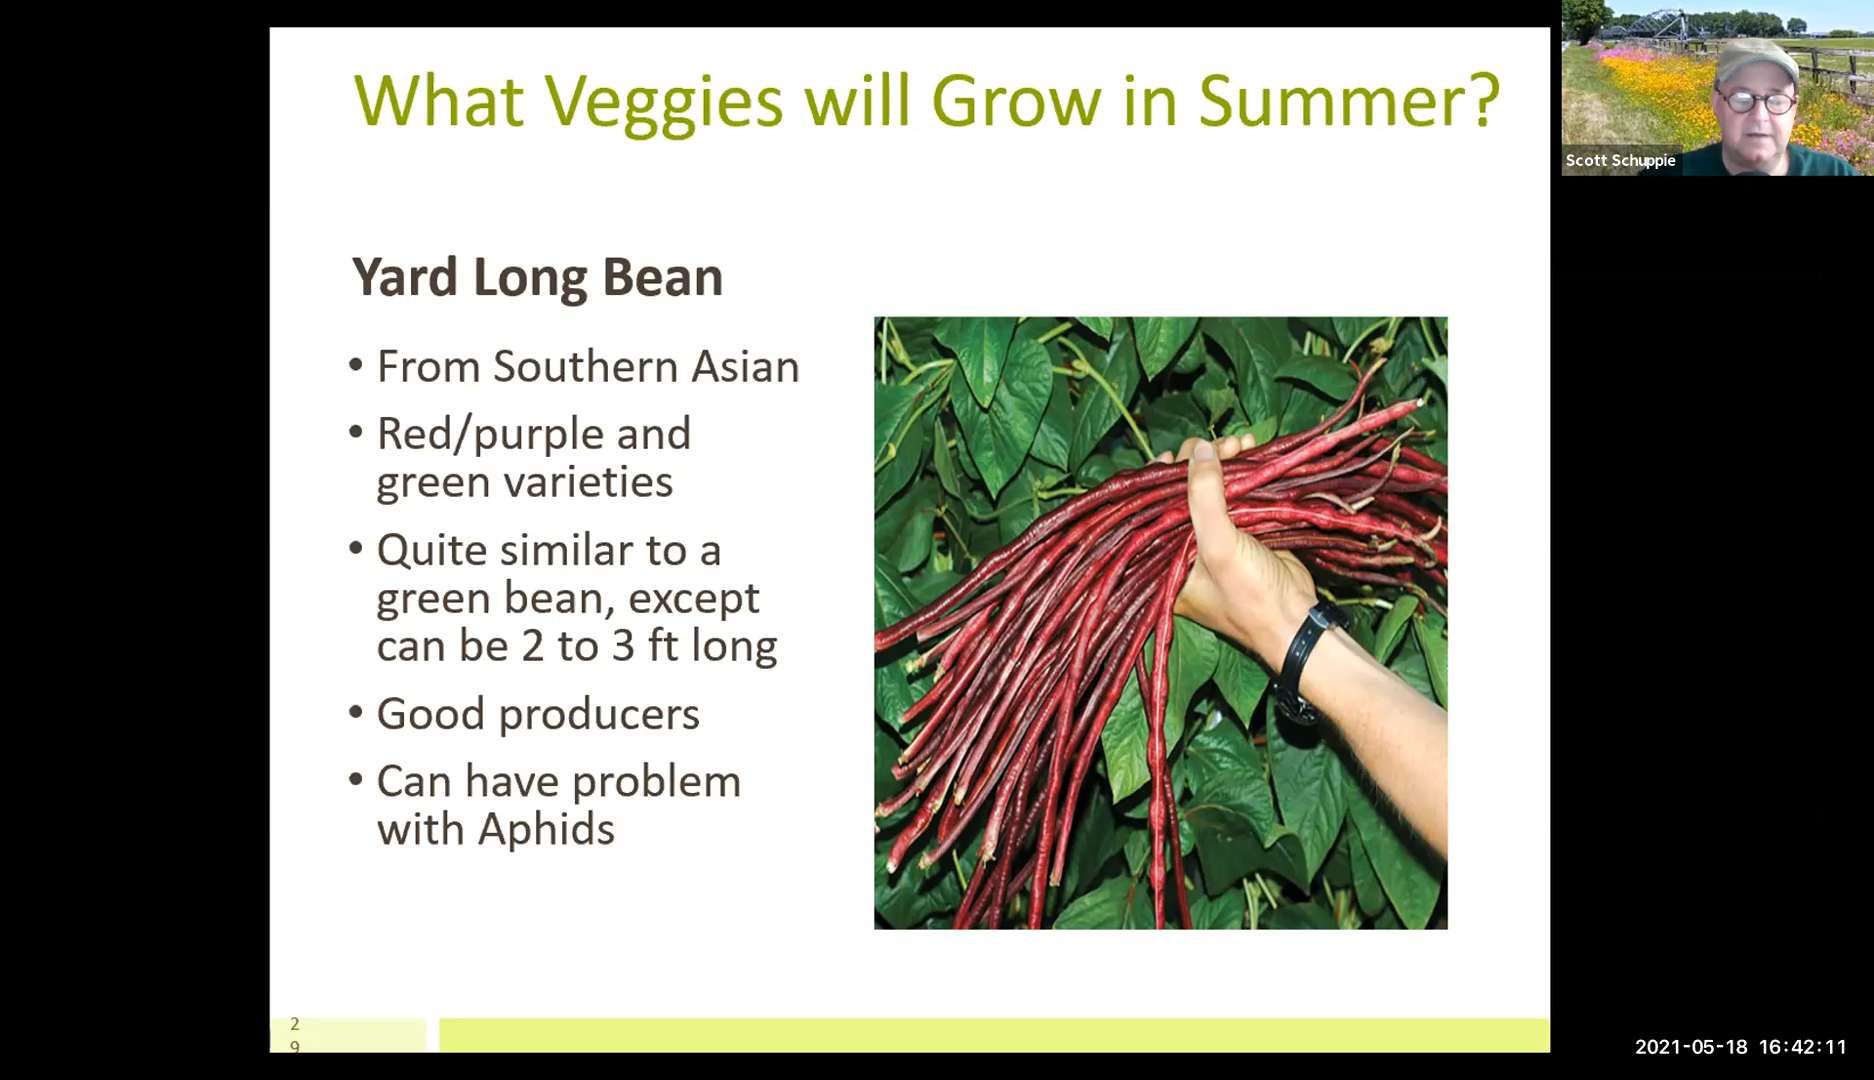 What Veggies will Grow in Summer?
Scott Schuppie
Yard Long Bean
• From Southern Asian
• Red/purple and
green varieties
• Quite similar to a
green bean, except
can be 2 to 3 ft long
• Good producers
• Can have problem
with Aphids
2
9
2021-05-18 16:42:11